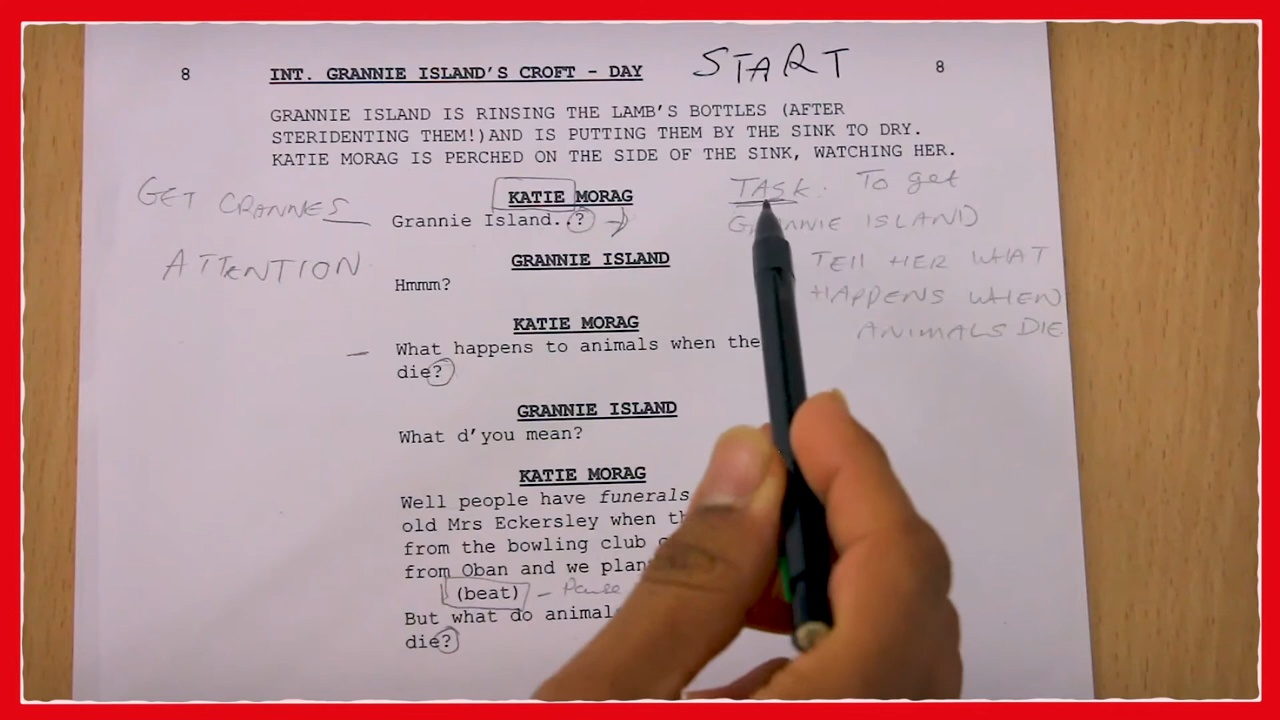 8 INT. GRANNIE ISLAND'S CROFT - DAY START 8
GRANNIE ISLAND IS RINSING THE LAMB'S BOTTLES (AFTER
STERIDENTING THEM!)AND IS PUTTING THEM BY THE SINK TO DRY.
KATIE MORAG IS PERCHED ON THE SIDE OF THE SINK, WATCHING HER.
GET GRANNES
ATTENTION
KATIE MORAG
Grannie Island..?
TASK: To get
GRANNIE ISLAND
TELL HER WHAT
HAPPENS WHEN
ANIMALS DIE
GRANNIE ISLAND
Hmmm?
KATIE MORAG
What happens to animals when the
die?
GRANNIE ISLAND
What d'you mean?
KATIE MORAG
Well people have funerals
old Mrs Eckersley when
from the bowling club
from Oban and we
(beat) - Pause
But what do
die?